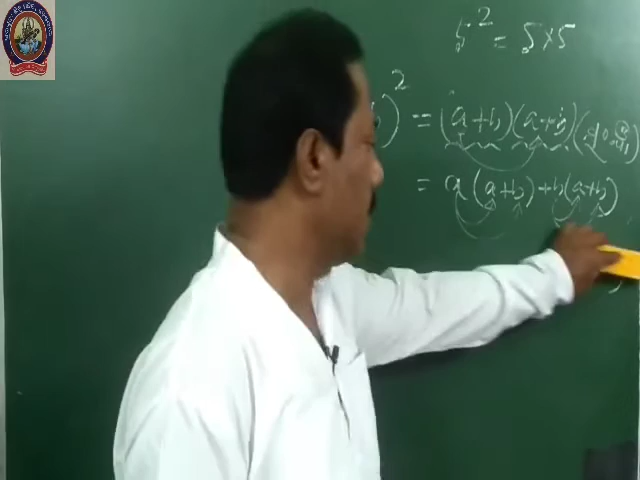 5² = 5×5
)² = (a+b)(a+b)
= a(a+b)+b(a+b)